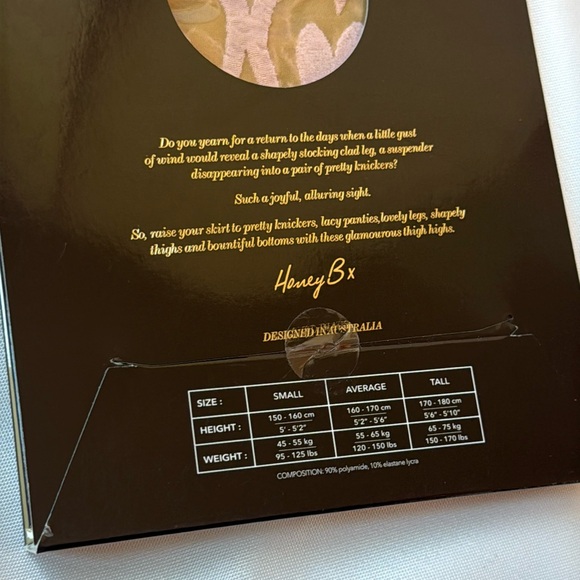 Do you yearn for a return to the days when a little gust
of wind would reveal a shapely stocking clad leg, a suspender
disappearing into a pair of pretty knickers?
Such a joyful, alluring sight.
So, raise your skirt to pretty knickers, lacy panties,lovely legs, shapely
thighs and bountiful bottoms with these glamourous thigh highs.
Honey B x
DESIGNED IN AUSTRALIA
SIZE : SMALL AVERAGE TALL
HEIGHT : 150 - 160 cm 160 - 170 cm 170 - 180 cm
5' - 5'2" 5'2" - 5'6" 5'6" - 5'10"
WEIGHT : 45 - 55 kg 55 - 65 kg 65 - 75 kg
95 - 125 lbs 120 - 150 lbs 150 - 170 lbs
COMPOSITION: 90% polyamide, 10% elastane lycra